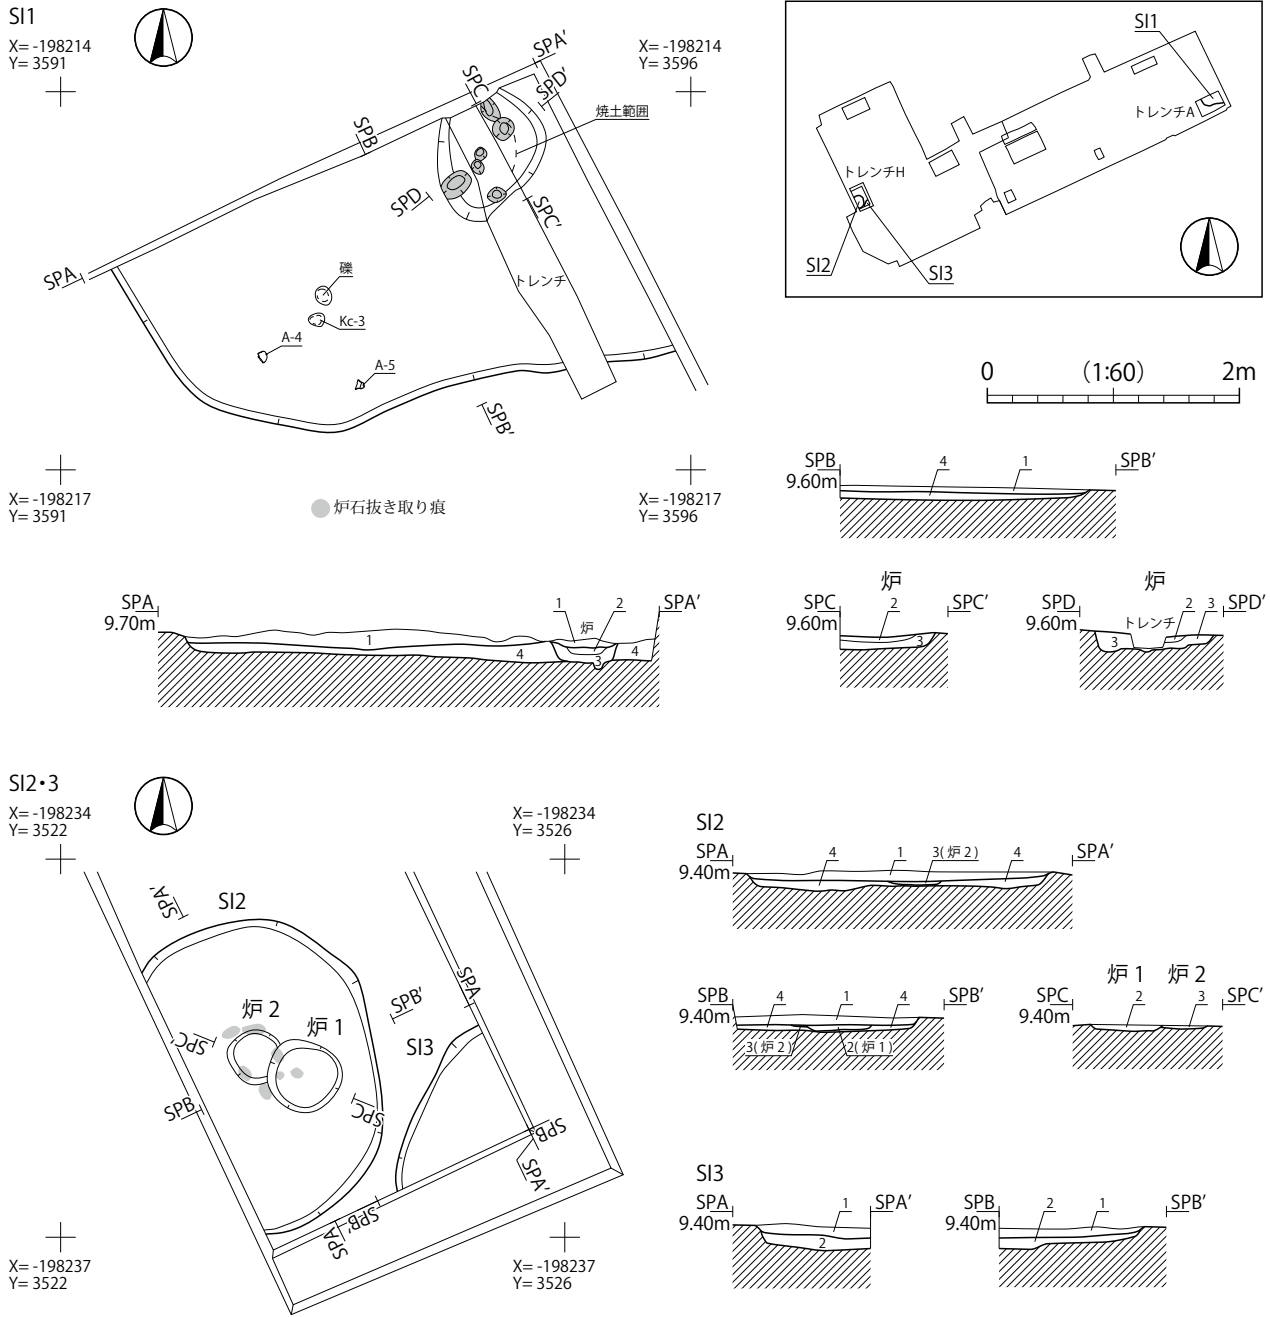 SI1
X= -198214
Y= 3591
X= -198214
Y= 3596
SPA′
SPC
SPD′
SPB
焼土範囲
SPD
SPC′
SPA
礫
トレンチ
Kc-3
A-4
A-5
SPB′
X= -198217
Y= 3591
X= -198217
Y= 3596
炉石抜き取り痕
SI1
トレンチA
トレンチH
SI2
SI3
0
（1:60）
2m
SPB
9.60m
4
1
SPB′
SPA
9.70m
1
1
炉
2
3
4
4
SPA′
炉
SPC
9.60m
2
3
SPC′
炉
SPD
9.60m
トレンチ
2
3
3
SPD′
SI2・3
X= -198234
Y= 3522
X= -198234
Y= 3526
SPA′
SI2
SPA
SPB′
炉 2
炉 1
SPC
SI3
SPB
SPC′
SPB
SPB′
SPA
SPA′
X= -198237
Y= 3522
X= -198237
Y= 3526
SI2
SPA
9.40m
4
1
3( 炉 2 )
4
SPA′
SPB
9.40m
4
1
4
3( 炉 2 )
2( 炉 1 )
SPB′
炉 1
炉 2
SPC
9.40m
2
3
SPC′
SI3
SPA
9.40m
1
2
SPA′
SPB
9.40m
2
1
SPB′